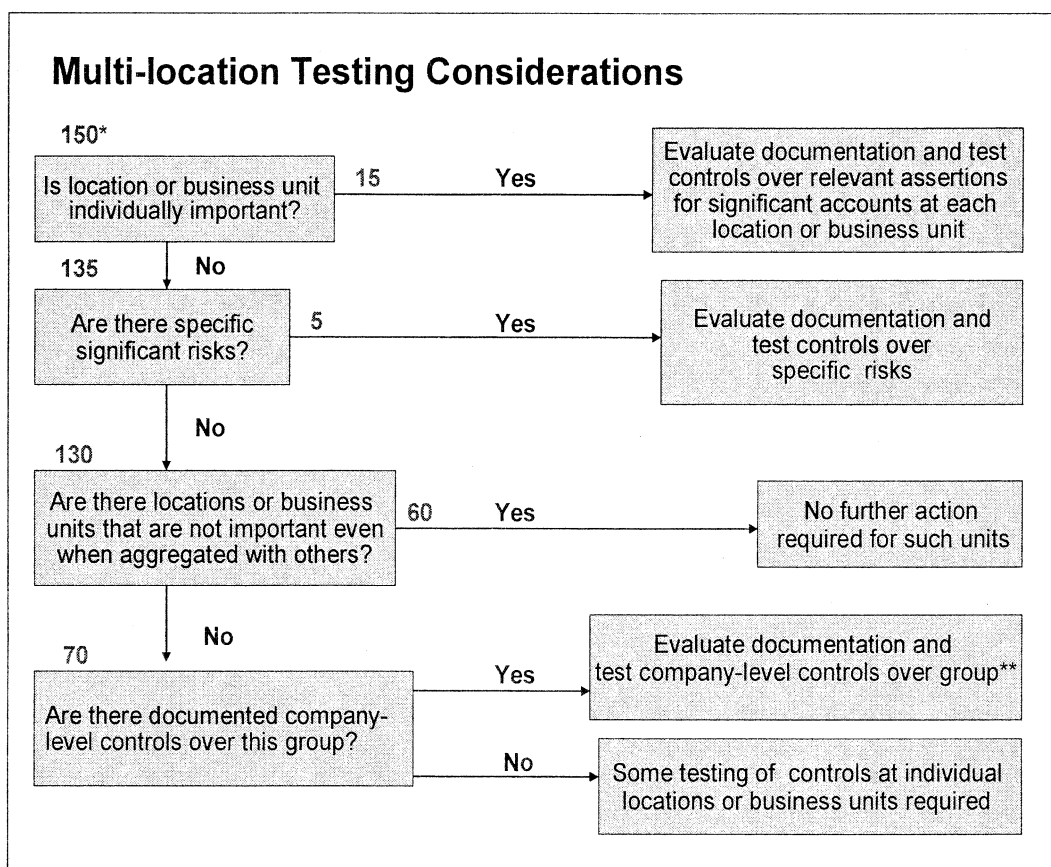 Multi-location Testing Considerations
150*
Is location or business unit
individually important?
15
Yes
Evaluate documentation and test
controls over relevant assertions
for significant accounts at each
location or business unit
No
135
Are there specific
significant risks?
5
Yes
Evaluate documentation and
test controls over
specific risks
No
130
Are there locations or business
units that are not important even
when aggregated with others?
60
Yes
No further action
required for such units
No
70
Are there documented company-
level controls over this group?
Yes
Evaluate documentation and
test company-level controls over group**
No
Some testing of controls at individual
locations or business units required